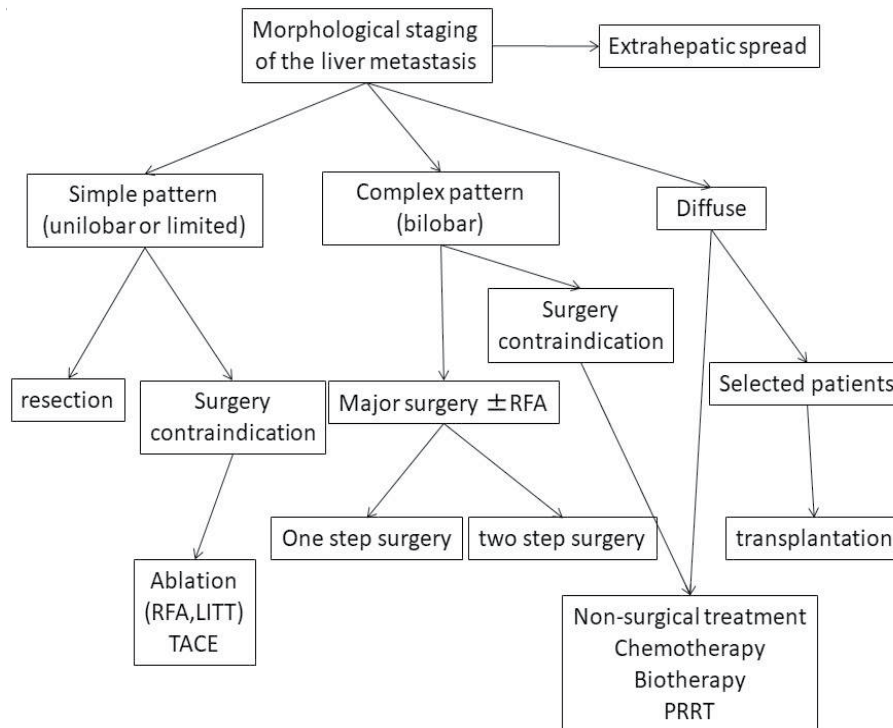 Morphological staging
of the liver metastasis
Extrahepatic spread
Simple pattern
(unilobar or limited)
Complex pattern
(bilobar)
Diffuse
resection
Surgery
contraindication
Major surgery ±RFA
Surgery
contraindication
Selected patients
One step surgery
two step surgery
transplantation
Ablation
(RFA,LITT)
TACE
Non-surgical treatment
Chemotherapy
Biotherapy
PRRT